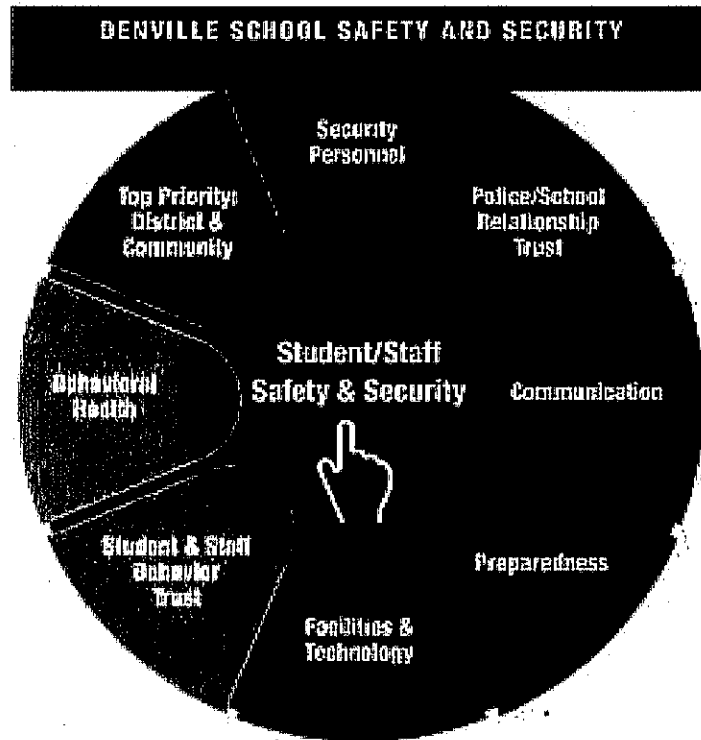 DENVILLE SCHOOL SAFETY AND SECURITY
Security
Personnel
Police/School
Relationship
Trust
Communication
Preparedness
Facilities &
Technology
Student & Staff
Behavior
Trust
Behavioral
Health
Top Priority:
District &
Community
Student/Staff
Safety & Security